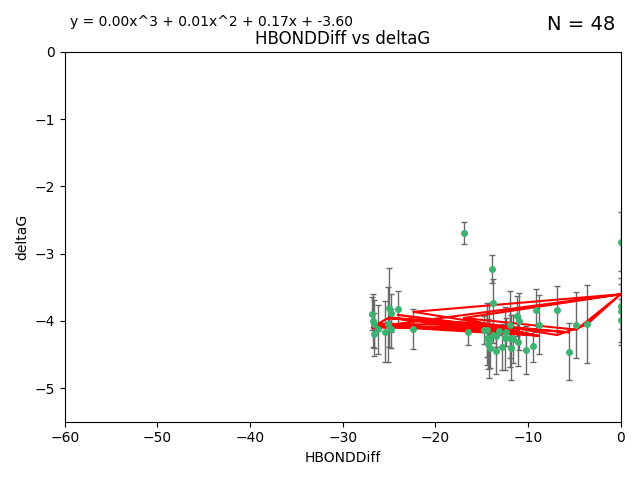 y = 0.00x^3 + 0.01x^2 + 0.17x + -3.60
N = 48
HBONDDiff vs deltaG
0
−1
−2
−3
−4
−5
deltaG
−60
−50
−40
−30
−20
−10
0
HBONDDiff